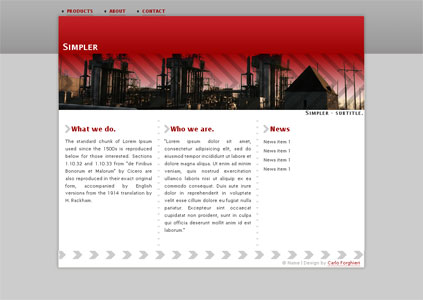 PRODUCTS ABOUT CONTACT
SIMPLER
SIMPLER - SUBTITLE.
What we do.
The standard chunk of Lorem Ipsum
used since the 1500s is reproduced
below for those interested. Sections
1.10.32 and 1.10.33 from "de Finibus
Bonorum et Malorum" by Cicero are
also reproduced in their exact original
form, accompanied by English
versions from the 1914 translation by
H. Rackham.
Who we are.
"Lorem ipsum dolor sit amet,
consectetur adipisicing elit, sed do
eiusmod tempor incididunt ut labore et
dolore magna aliqua. Ut enim ad minim
veniam, quis nostrud exercitation
ullamco laboris nisi ut aliquip ex ea
commodo consequat. Duis aute irure
dolor in reprehenderit in voluptate
velit esse cillum dolore eu fugiat nulla
pariatur. Excepteur sint occaecat
cupidatat non proident, sunt in culpa
qui officia deserunt mollit anim id est
laborum."
News
News item 1
News item 1
News item 1
News item 1
© Name | Design by: Carlo Forghieri